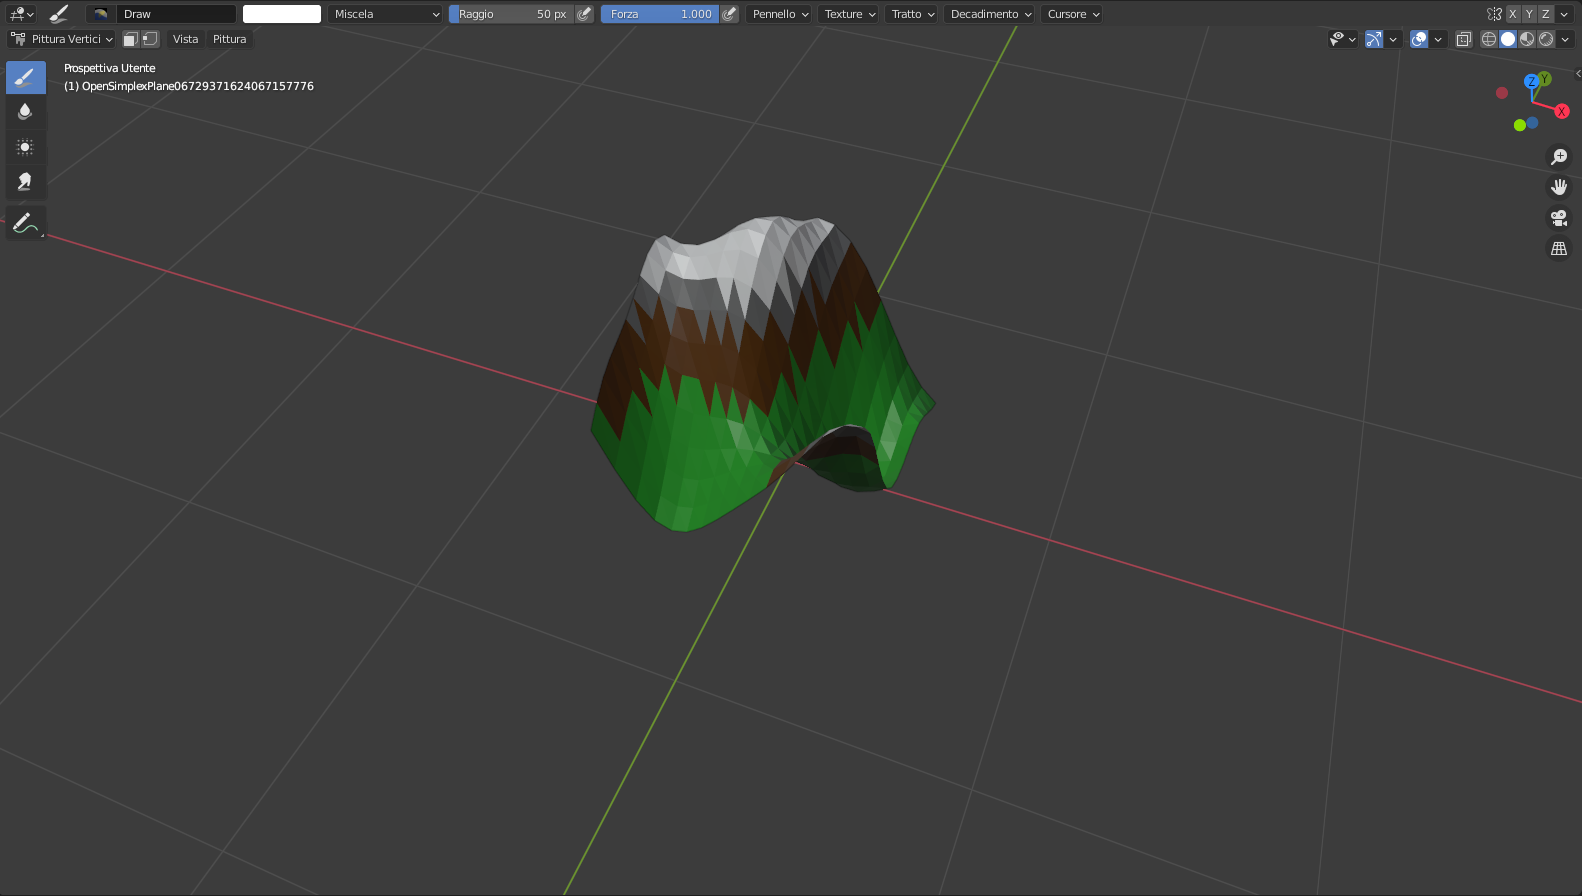 Draw Miscela Raggio 50 px Forza 1.000 Pennello Texture Tratto Decadimento Cursore X Y Z
Pittura Vertici Vista Pittura
Prospettiva Utente
(1) OpenSimplexPlane06729371624067157776
Z Y
X